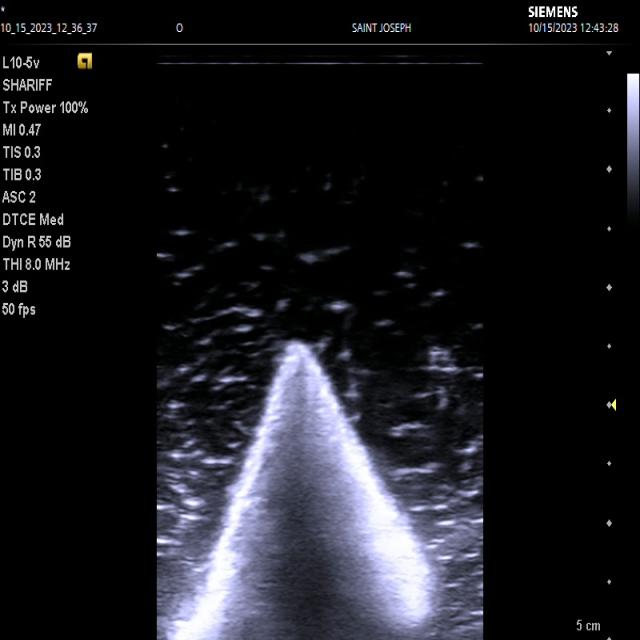 *
SIEMENS
10_15_2023_12_36_37 O SAINT JOSEPH 10/15/2023 12:43:28
L10-5v
SHARIFF
Tx Power 100%
MI 0.47
TIS 0.3
TIB 0.3
ASC 2
DTCE Med
Dyn R 55 dB
THI 8.0 MHz
3 dB
50 fps
5 cm